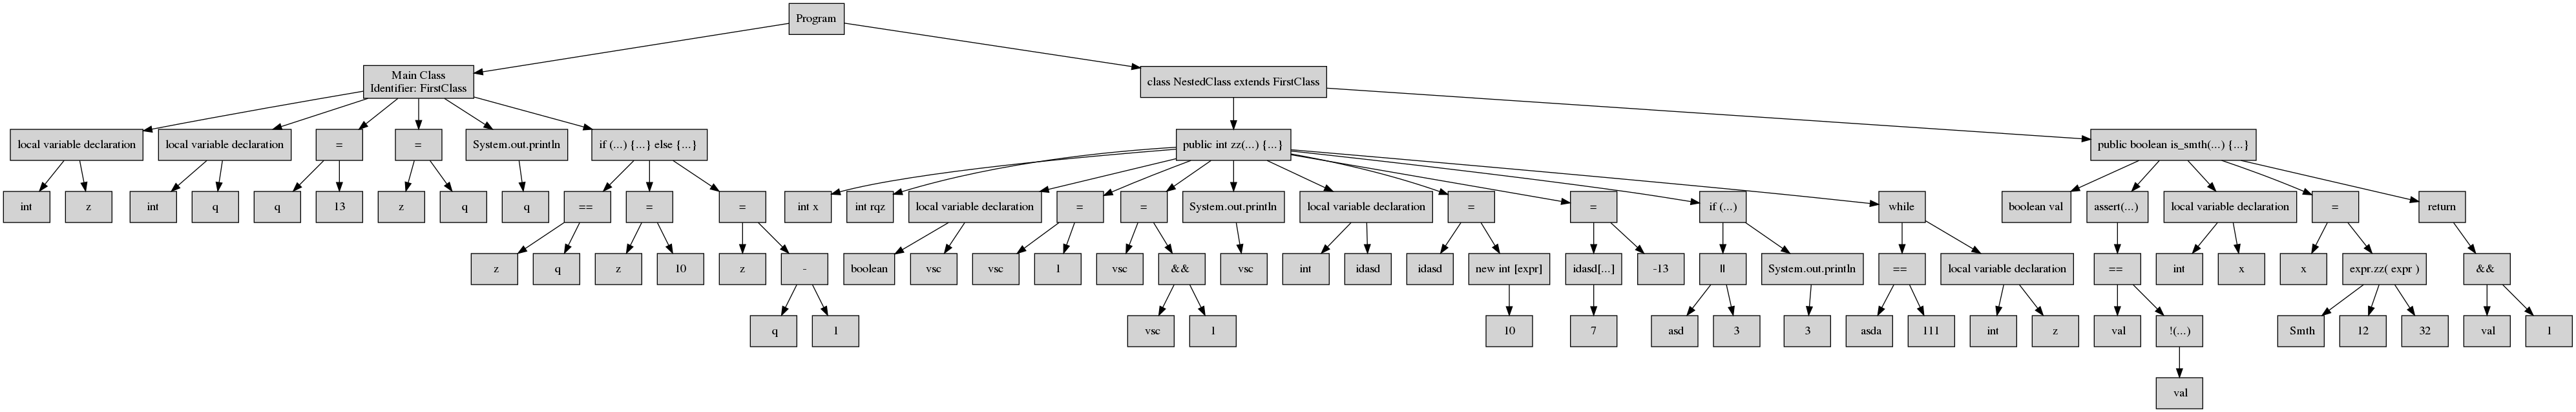 Program
Main Class
Identifier: FirstClass
class NestedClass extends FirstClass
local variable declaration
local variable declaration
=
=
System.out.println
if (...) {...} else {...}
public int zz(...) {...}
public boolean is_smth(...) {...}
int
z
int
q
q
13
z
q
q
==
=
=
int x
int rqz
local variable declaration
=
=
System.out.println
local variable declaration
=
=
if (...)
while
boolean val
assert(...)
local variable declaration
=
return
z
q
z
10
z
-
boolean
vsc
vsc
1
vsc
&&
vsc
int
idasd
idasd
new int [expr]
idasd[...]
-13
||
System.out.println
==
local variable declaration
==
int
x
x
expr.zz( expr )
&&
q
1
vsc
1
10
7
asd
3
3
asda
111
int
z
val
!(...)
Smth
12
32
val
1
val